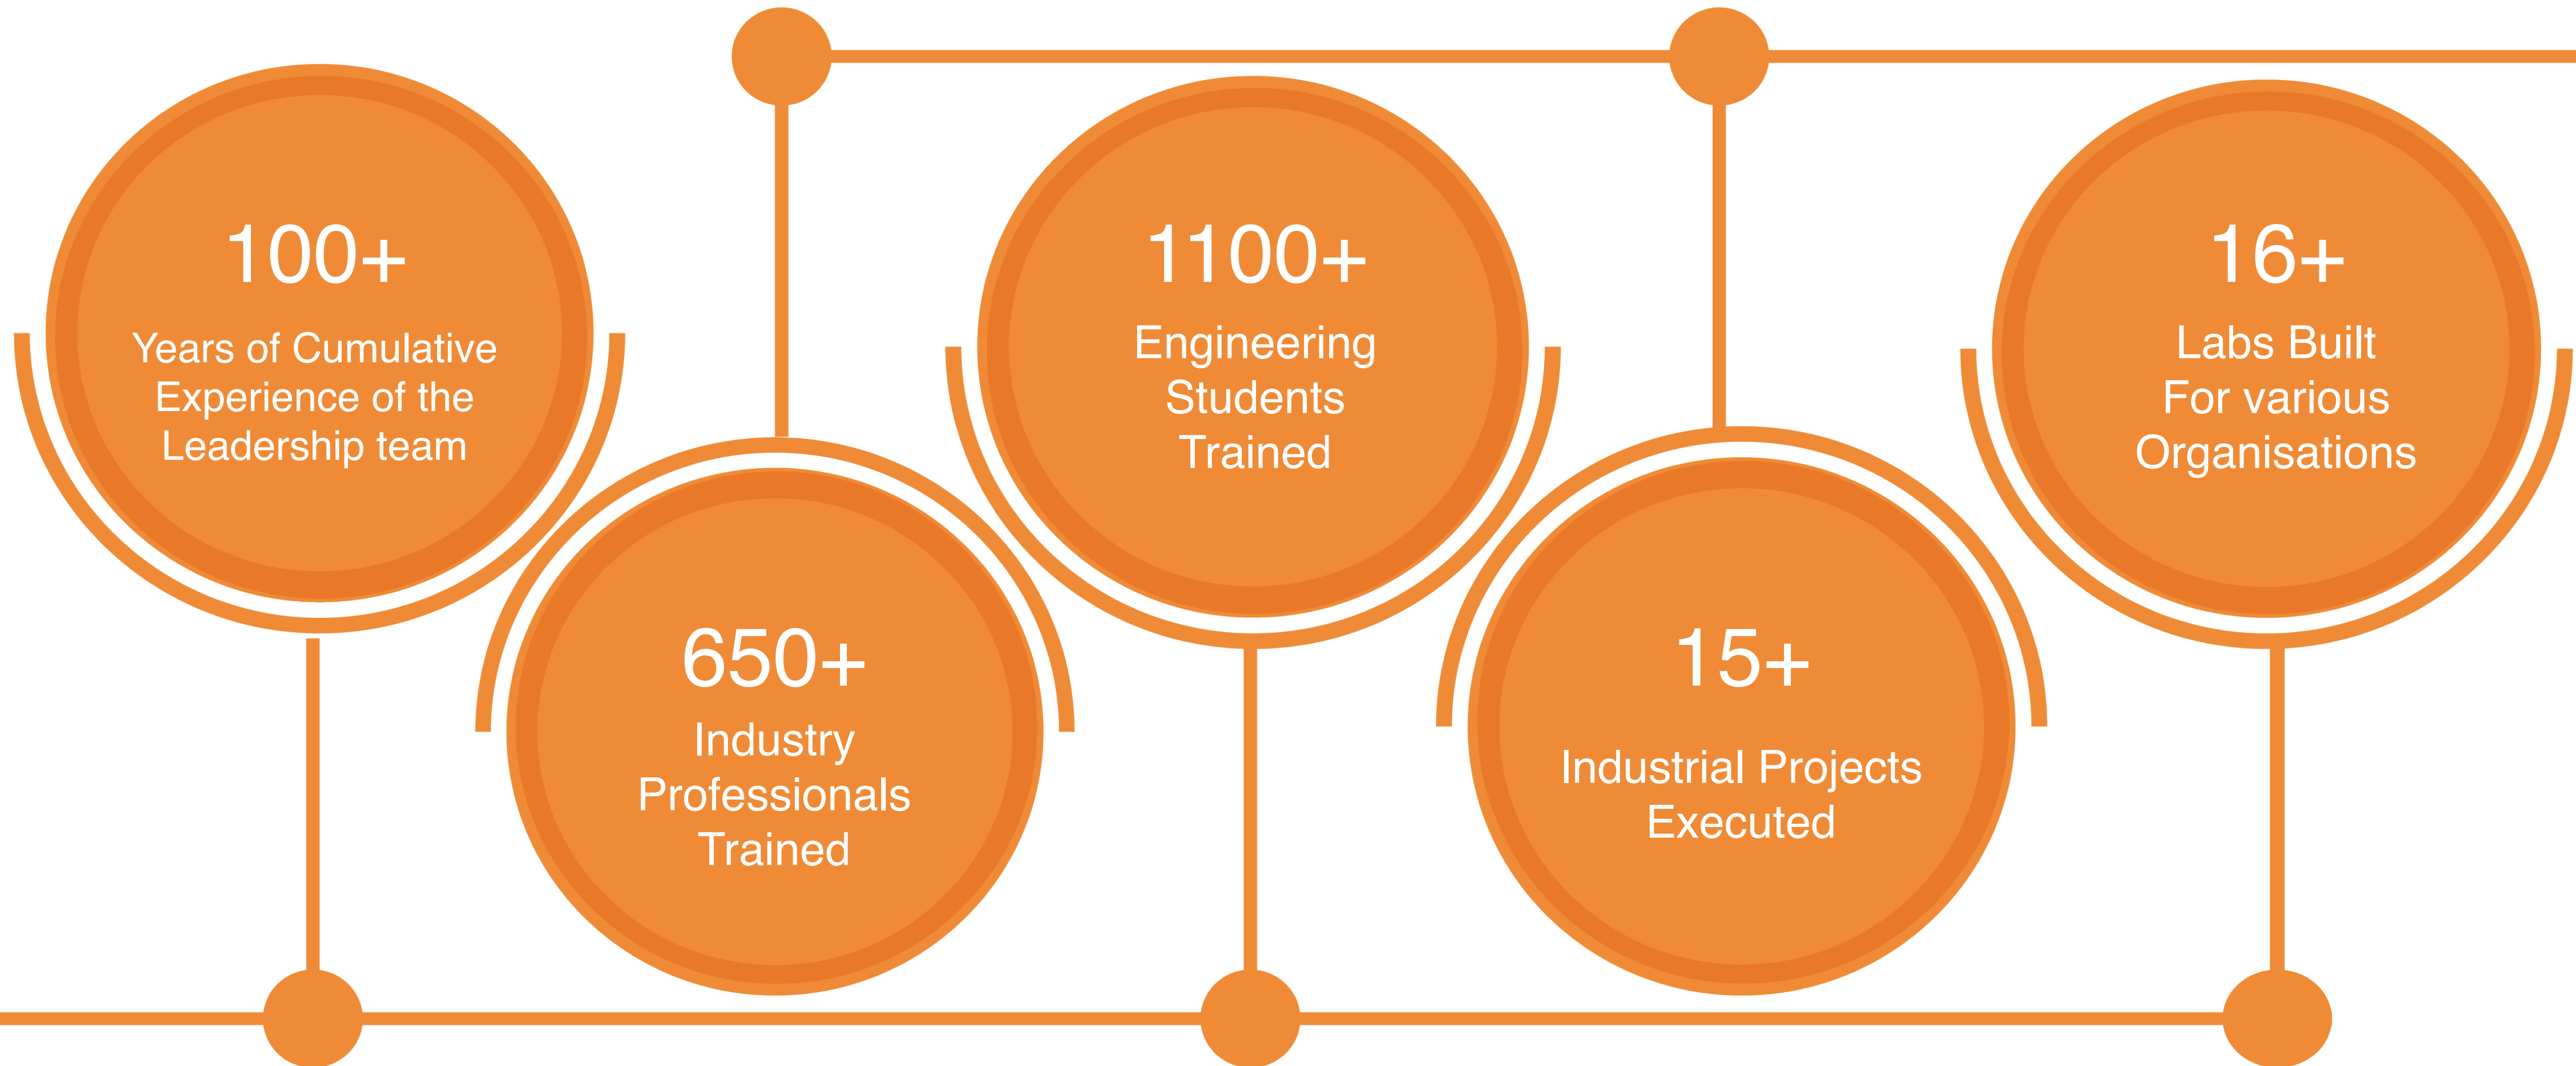 100+
Years of Cumulative
Experience of the
Leadership team
650+
Industry
Professionals
Trained
1100+
Engineering
Students
Trained
15+
Industrial Projects
Executed
16+
Labs Built
For various
Organisations